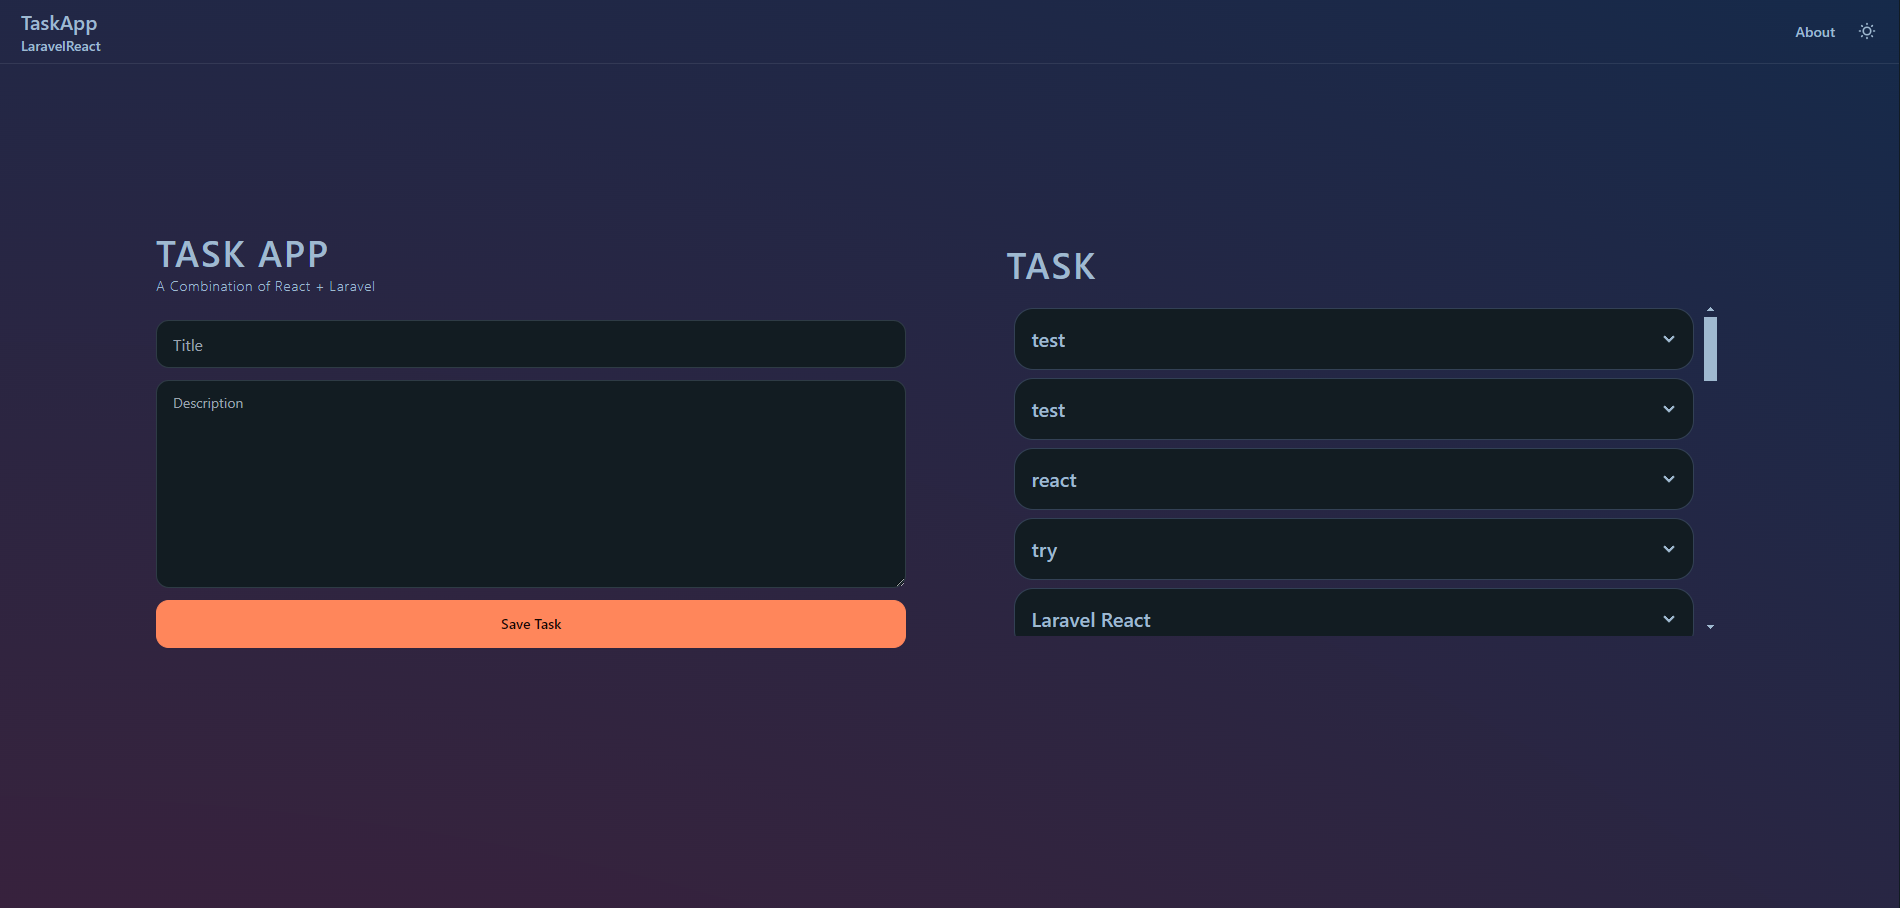 TaskApp
LaravelReact
About
TASK APP
A Combination of React + Laravel
Title
Description
Save Task
TASK
test
test
react
try
Laravel React